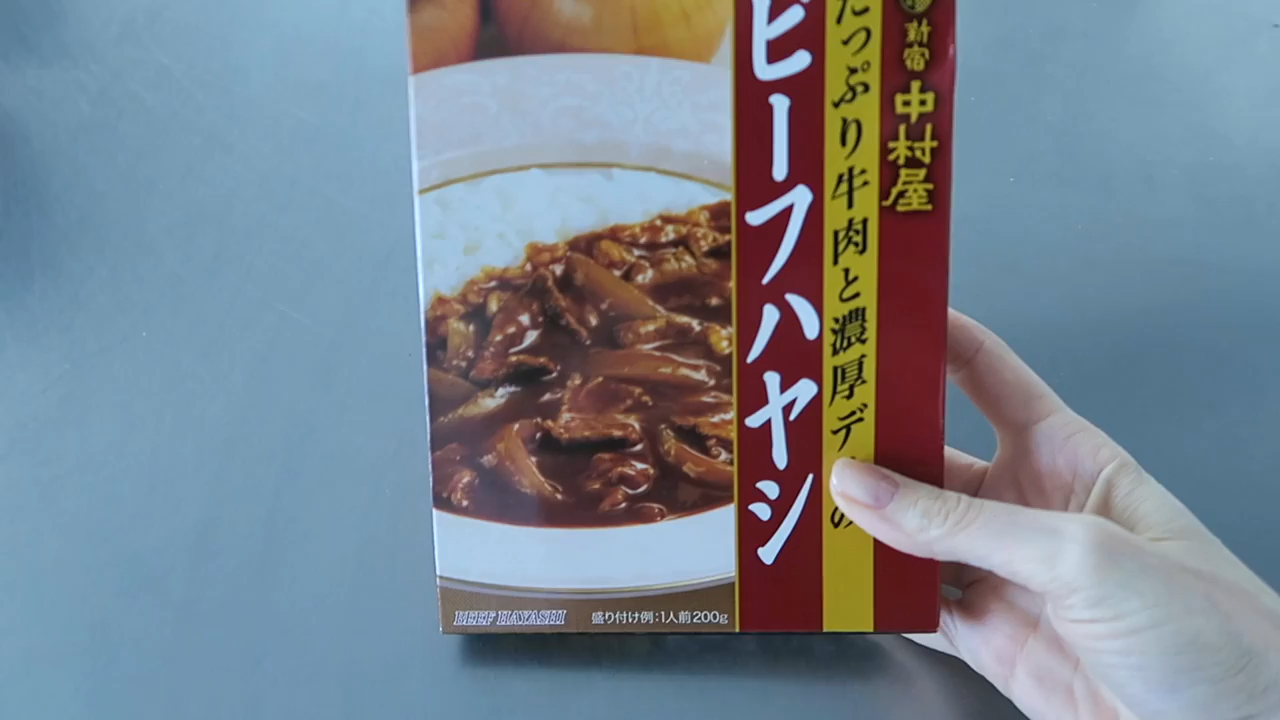 新宿
中村屋
たっぷり牛肉と濃厚デ
の
ビーフハヤシ
BEEF HAYASHI
盛り付け例：1人前200g